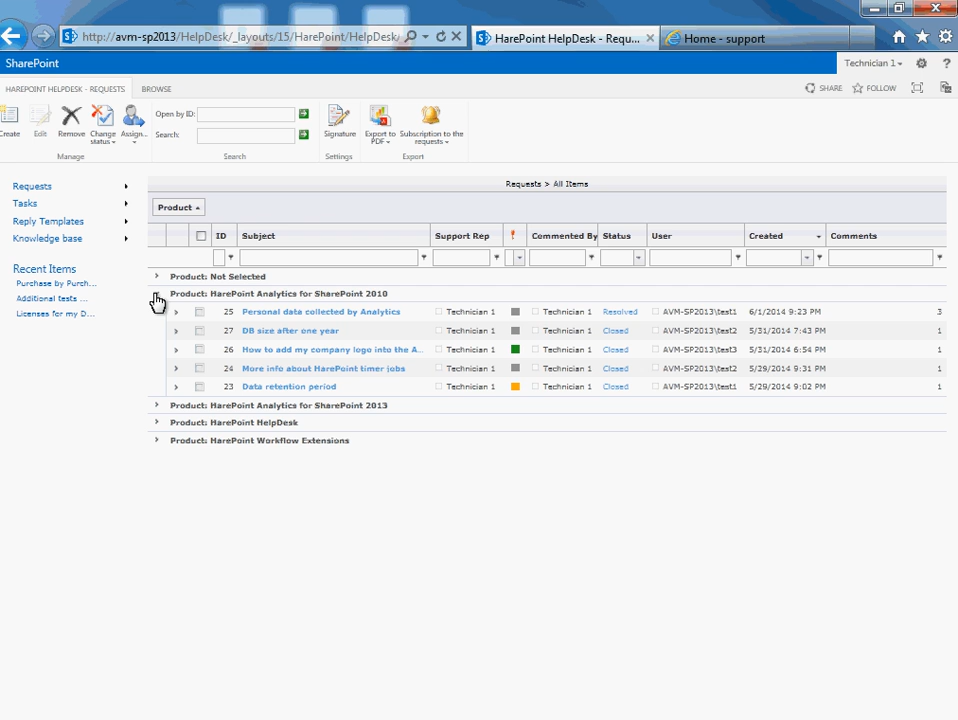 http://avm-sp2013/HelpDesk/_layouts/15/HarePoint/HelpDesk/
HarePoint HelpDesk - Requ...
Home - support
SharePoint
Technician 1
HAREPOINT HELPDESK - REQUESTS
BROWSE
SHARE
FOLLOW
Create
Edit
Remove
Change status
Assign...
Manage
Open by ID:
Search:
Search
Signature
Settings
Export to PDF
Subscription to the requests
Export
Requests
Tasks
Reply Templates
Knowledge base
Recent Items
Purchase by Purch...
Additional tests ...
Licenses for my D...
Requests > All Items
Product
ID Subject Support Rep Commented By Status User Created Comments
Product: Not Selected
Product: HarePoint Analytics for SharePoint 2010
25 Personal data collected by Analytics Technician 1 Technician 1 Resolved AVM-SP2013\test1 6/1/2014 9:23 PM 3
27 DB size after one year Technician 1 Technician 1 Closed AVM-SP2013\test2 5/31/2014 7:43 PM 1
26 How to add my company logo into the A... Technician 1 Technician 1 Closed AVM-SP2013\test3 5/31/2014 6:54 PM 1
24 More info about HarePoint timer jobs Technician 1 Technician 1 Closed AVM-SP2013\test2 5/29/2014 9:31 PM 1
23 Data retention period Technician 1 Technician 1 Closed AVM-SP2013\test1 5/29/2014 9:02 PM 1
Product: HarePoint Analytics for SharePoint 2013
Product: HarePoint HelpDesk
Product: HarePoint Workflow Extensions